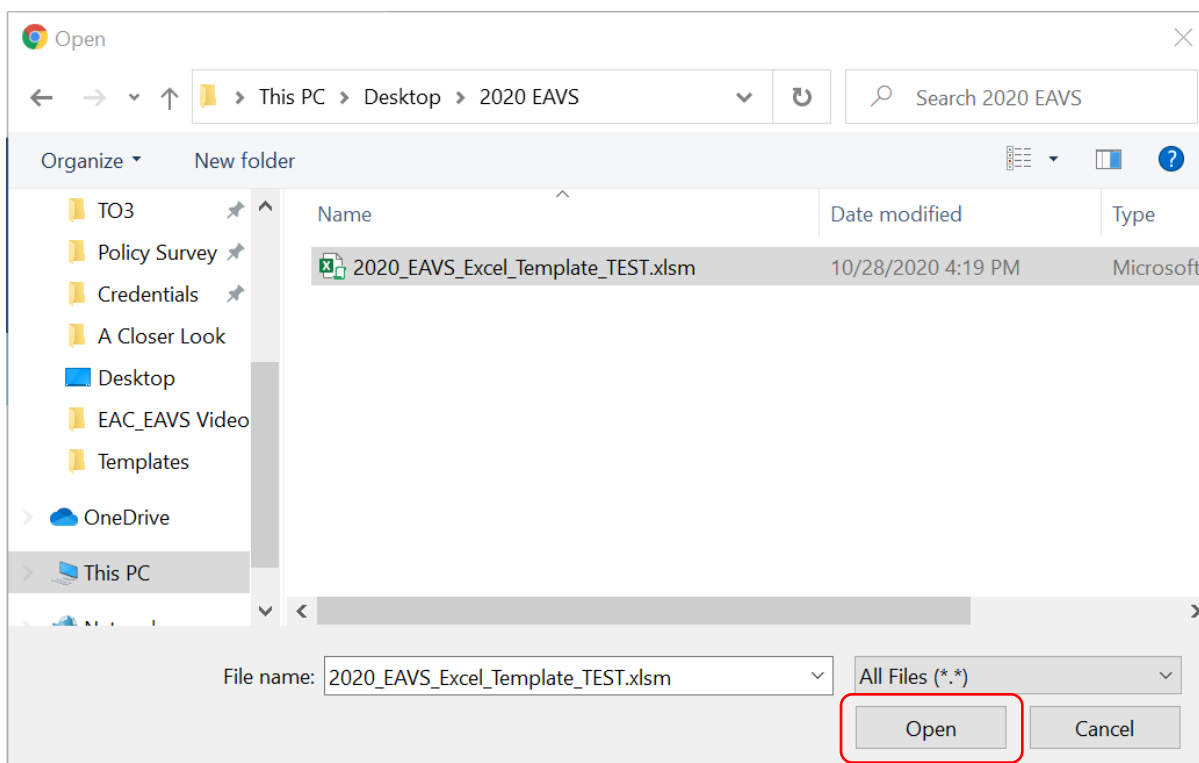 Open
This PC > Desktop > 2020 EAVS
Search 2020 EAVS
Organize
New folder
Name
Date modified
Type
TO3
Policy Survey
Credentials
A Closer Look
Desktop
EAC_EAVS Video
Templates
OneDrive
This PC
2020_EAVS_Excel_Template_TEST.xlsm
10/28/2020 4:19 PM
Microsoft
File name:
2020_EAVS_Excel_Template_TEST.xlsm
All Files (*.*)
Open
Cancel